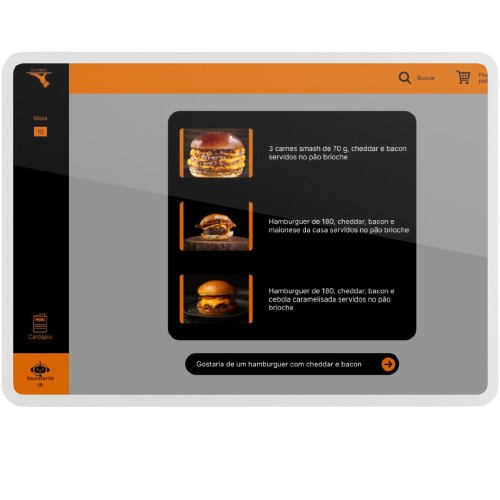 Buscar
Mesa
10
3 carnes smash de 70 g, cheddar e bacon
servidos no pão brioche
Hamburguer de 180, cheddar, bacon e
maionese da casa servidos no pão brioche
Hamburguer de 180, cheddar, bacon e
cebola caramelisada servidos no pão
brioche
MENU
Cardápio
Gostaria de um hamburguer com cheddar e bacon
Assistente
IA